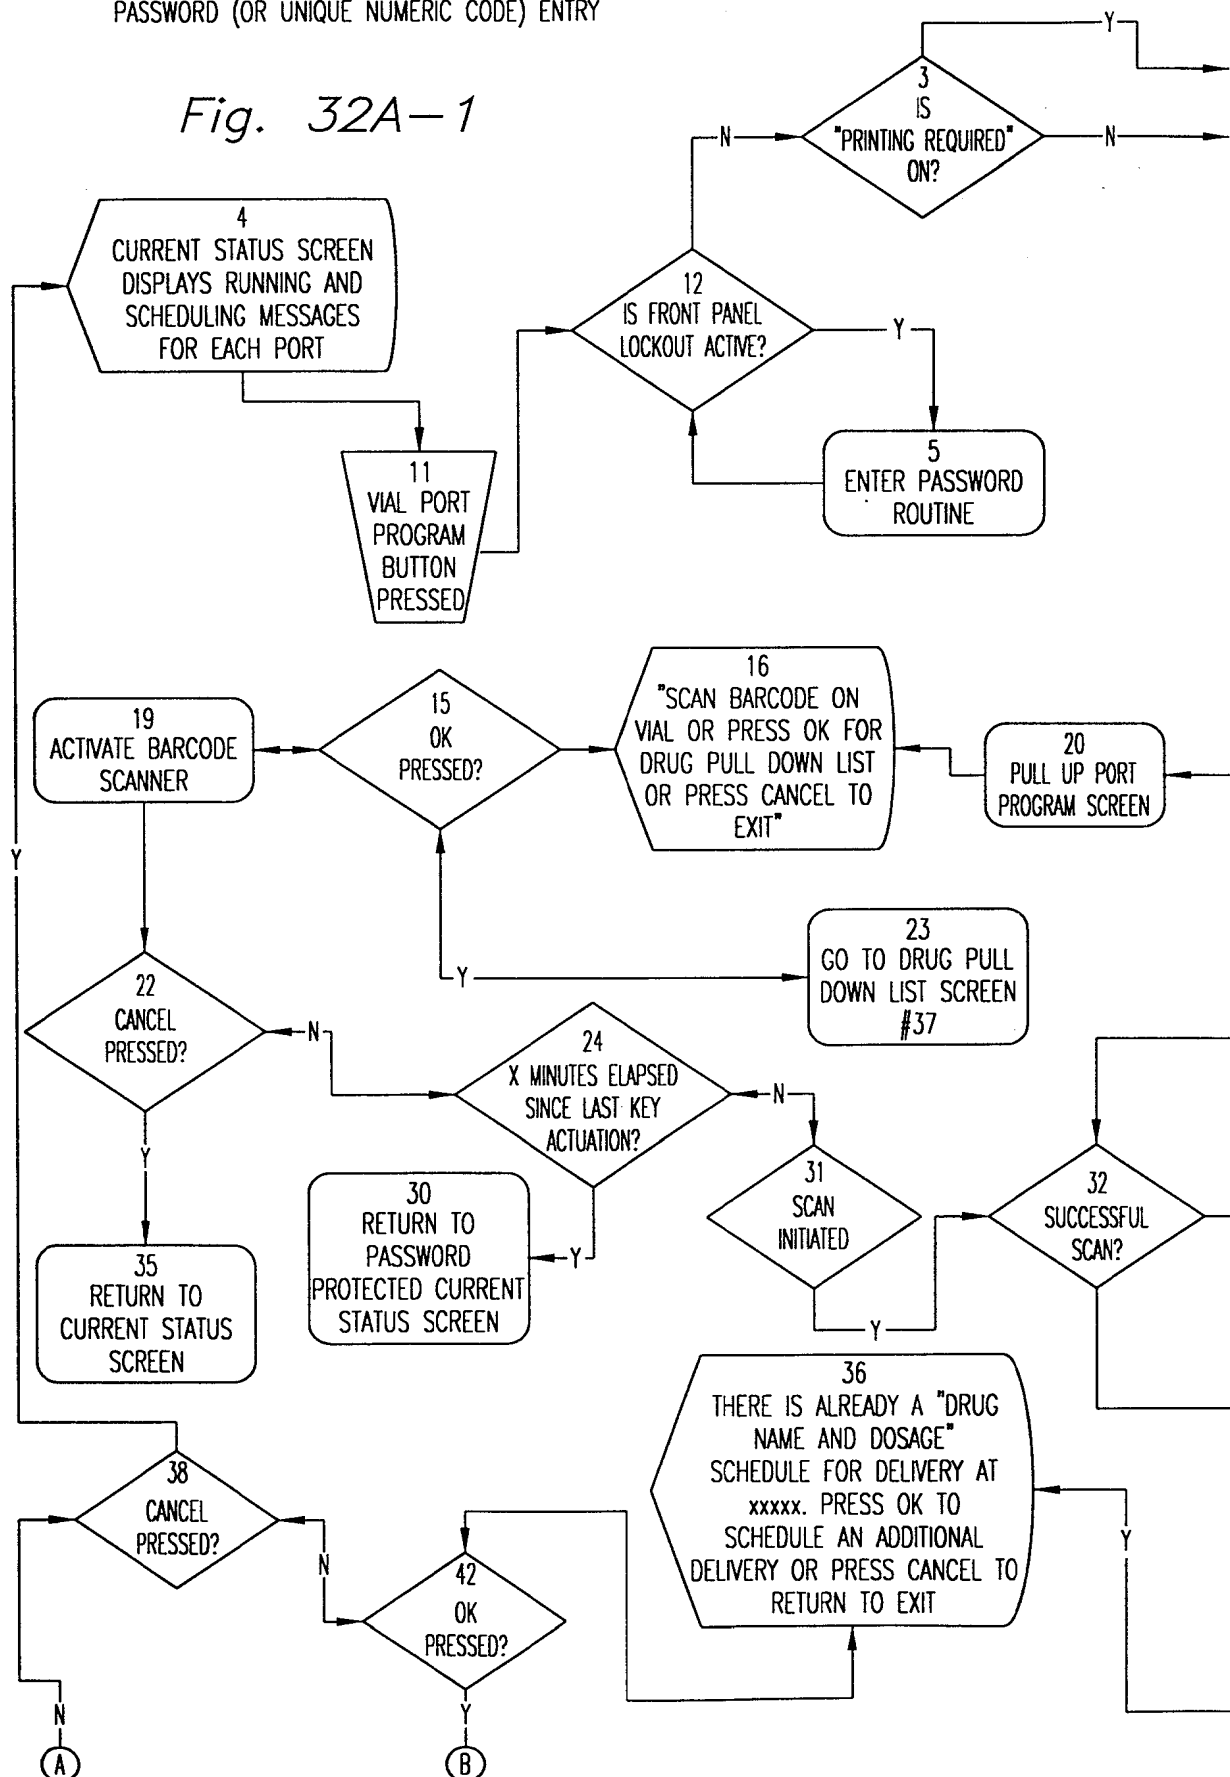 PASSWORD (OR UNIQUE NUMERIC CODE) ENTRY
Fig. 32A-1
Y
3
IS
"PRINTING REQUIRED"
ON?
N
N
4
CURRENT STATUS SCREEN
DISPLAYS RUNNING AND
SCHEDULING MESSAGES
FOR EACH PORT
12
IS FRONT PANEL
LOCKOUT ACTIVE?
Y
5
ENTER PASSWORD
ROUTINE
11
VIAL PORT
PROGRAM
BUTTON
PRESSED
16
"SCAN BARCODE ON
VIAL OR PRESS OK FOR
DRUG PULL DOWN LIST
OR PRESS CANCEL TO
EXIT"
15
OK
PRESSED?
19
ACTIVATE BARCODE
SCANNER
20
PULL UP PORT
PROGRAM SCREEN
Y
23
GO TO DRUG PULL
DOWN LIST SCREEN
#37
Y
22
CANCEL
PRESSED?
N
24
X MINUTES ELAPSED
SINCE LAST KEY
ACTUATION?
N
31
SCAN
INITIATED
32
SUCCESSFUL
SCAN?
Y
30
RETURN TO
PASSWORD
PROTECTED CURRENT
STATUS SCREEN
Y
35
RETURN TO
CURRENT STATUS
SCREEN
Y
36
THERE IS ALREADY A "DRUG
NAME AND DOSAGE"
SCHEDULE FOR DELIVERY AT
xxxxx. PRESS OK TO
SCHEDULE AN ADDITIONAL
DELIVERY OR PRESS CANCEL TO
RETURN TO EXIT
38
CANCEL
PRESSED?
N
42
OK
PRESSED?
Y
N
Y
A
B